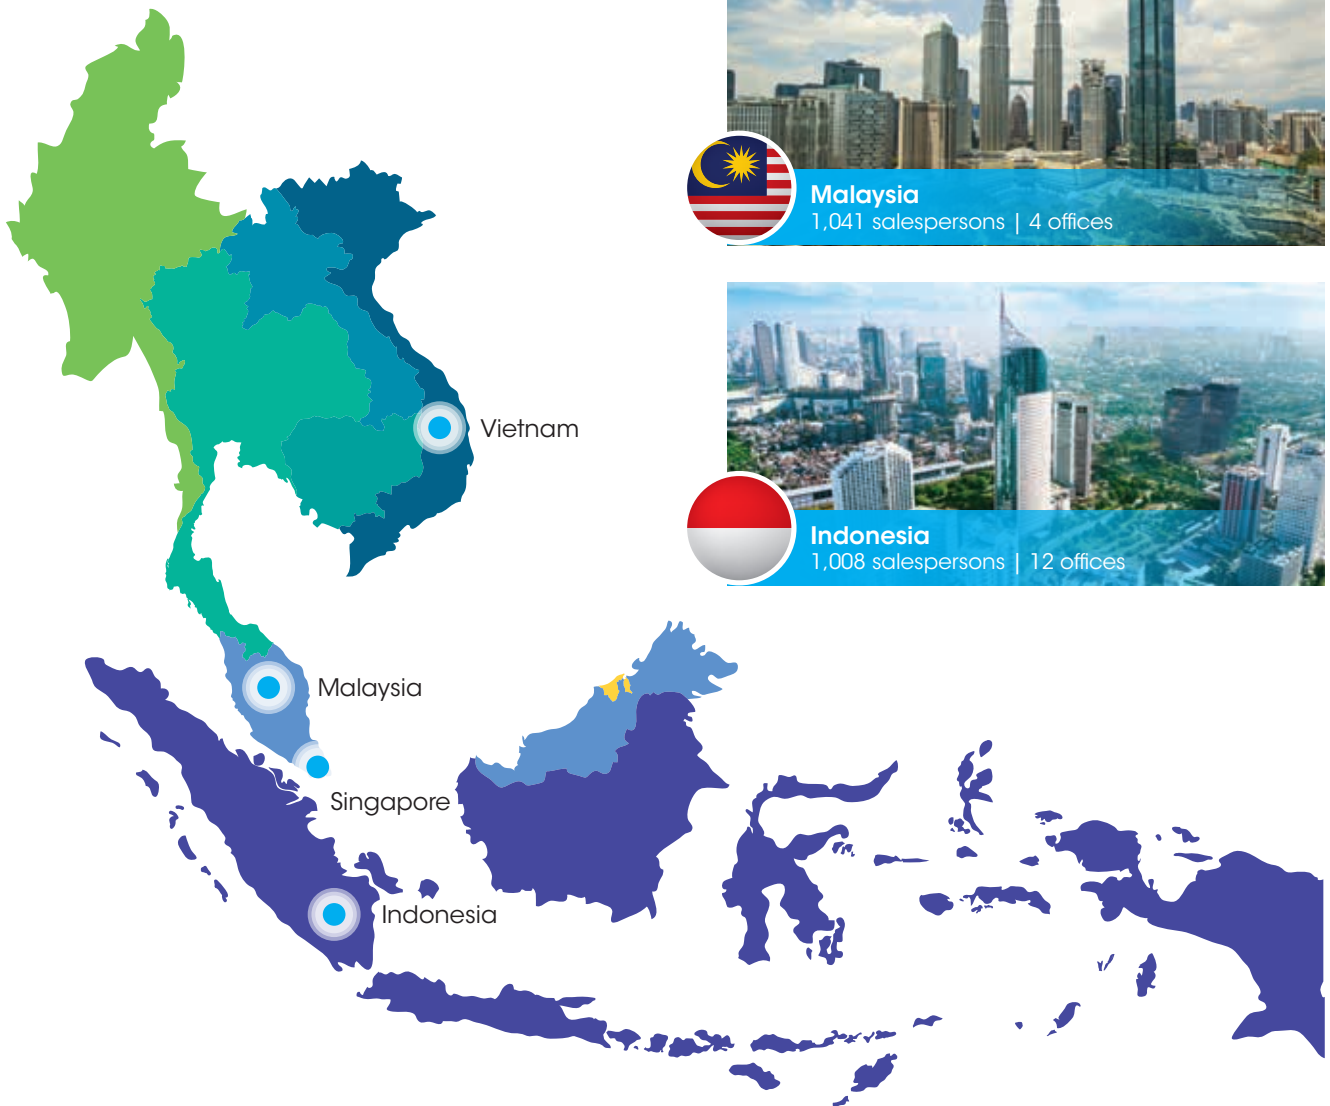 Malaysia
1,041 salespersons | 4 offices
Vietnam
Indonesia
1,008 salespersons | 12 offices
Malaysia
Singapore
Indonesia